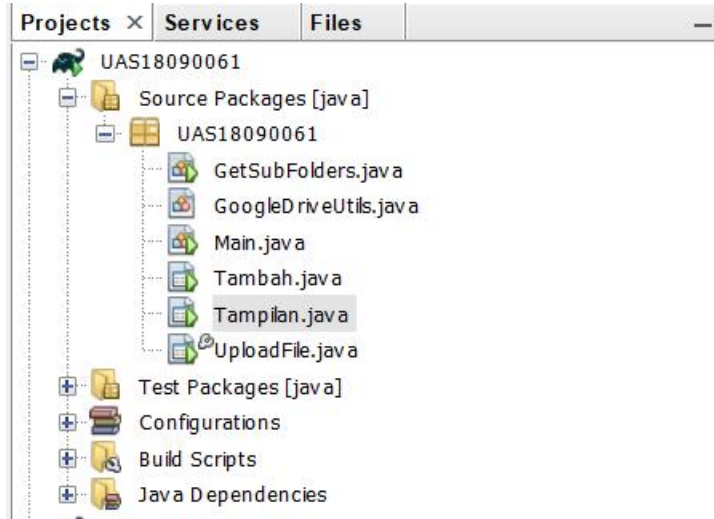 Projects × Services Files
UAS18090061
Source Packages [java]
UAS18090061
GetSubFolders.java
GoogleDriveUtils.java
Main.java
Tambah.java
Tampilan.java
UploadFile.java
Test Packages [java]
Configurations
Build Scripts
Java Dependencies